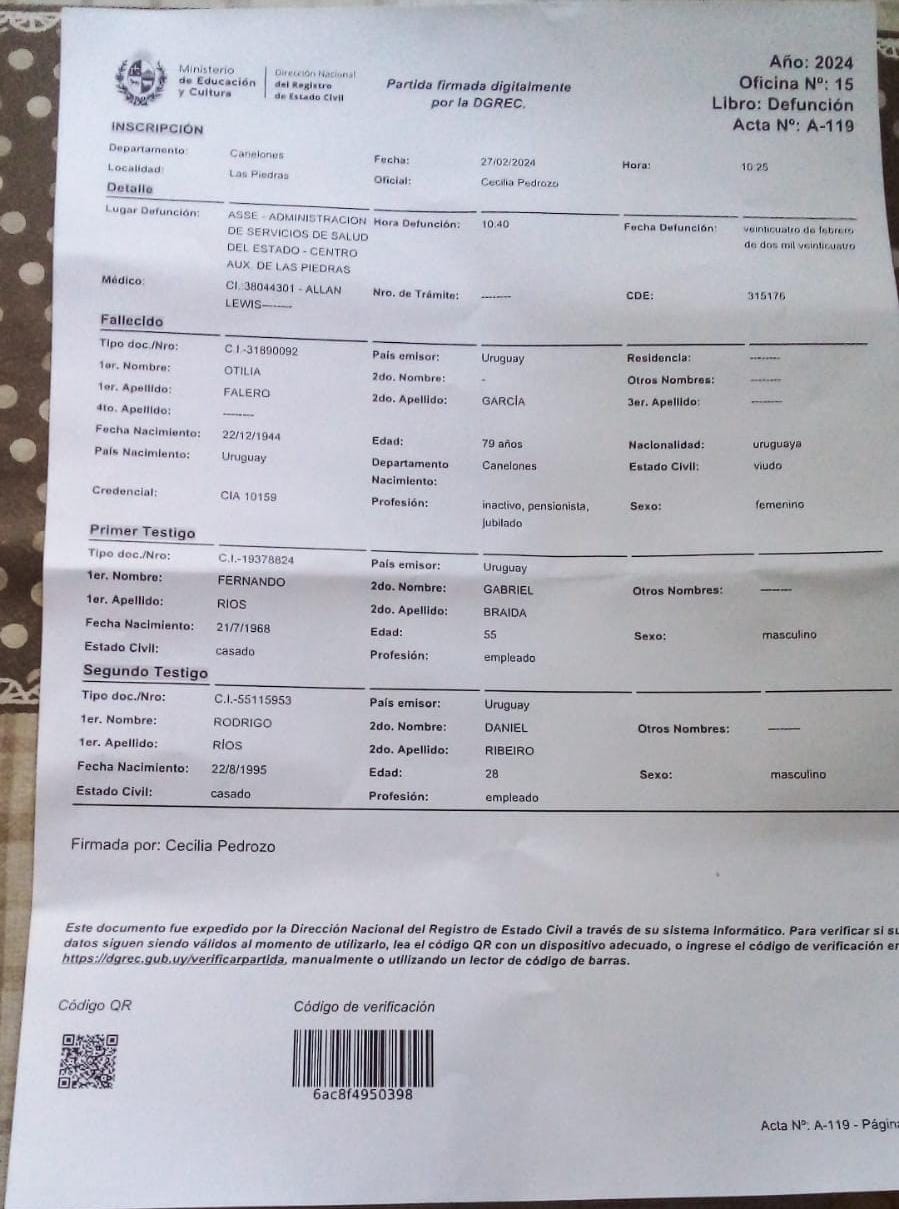 Ministerio
de Educación
y Cultura
Dirección Nacional
del Registro
de Estado Civil
Partida firmada digitalmente
por la DGREC.
Año: 2024
Oficina Nº: 15
Libro: Defunción
Acta Nº: A-119
INSCRIPCIÓN
Departamento: Canelones Fecha: 27/02/2024 Hora: 10:25
Localidad: Las Piedras Oficial: Cecilia Pedrozo
Detalle
Lugar Defunción: ASSE - ADMINISTRACION Hora Defunción: 10:40 Fecha Defunción: veinticuatro de febrero
DE SERVICIOS DE SALUD de dos mil veinticuatro
DEL ESTADO - CENTRO
AUX. DE LAS PIEDRAS
Médico: CI.:38044301 - ALLAN Nro. de Trámite: ------- CDE: 315176
LEWIS-------
Fallecido
Tipo doc./Nro: C.I.-31890092 País emisor: Uruguay Residencia: -------
1er. Nombre: OTILIA 2do. Nombre: - Otros Nombres: -------
1er. Apellido: FALERO 2do. Apellido: GARCÍA 3er. Apellido: -------
4to. Apellido: -------
Fecha Nacimiento: 22/12/1944 Edad: 79 años Nacionalidad: uruguaya
País Nacimiento: Uruguay Departamento Canelones Estado Civil: viudo
Nacimiento:
Credencial: CIA 10159 Profesión: inactivo, pensionista, Sexo: femenino
jubilado
Primer Testigo
Tipo doc./Nro: C.I.-19378824 País emisor: Uruguay
1er. Nombre: FERNANDO 2do. Nombre: GABRIEL Otros Nombres: -------
1er. Apellido: RIOS 2do. Apellido: BRAIDA
Fecha Nacimiento: 21/7/1968 Edad: 55 Sexo: masculino
Estado Civil: casado Profesión: empleado
Segundo Testigo
Tipo doc./Nro: C.I.-55115953 País emisor: Uruguay
1er. Nombre: RODRIGO 2do. Nombre: DANIEL Otros Nombres: -------
1er. Apellido: RÍOS 2do. Apellido: RIBEIRO
Fecha Nacimiento: 22/8/1995 Edad: 28 Sexo: masculino
Estado Civil: casado Profesión: empleado
Firmada por: Cecilia Pedrozo
Este documento fue expedido por la Dirección Nacional del Registro de Estado Civil a través de su sistema Informático. Para verificar si su
datos siguen siendo válidos al momento de utilizarlo, lea el código QR con un dispositivo adecuado, o ingrese el código de verificación en
https://dgrec.gub.uy/verificarpartida, manualmente o utilizando un lector de código de barras.
Código QR
Código de verificación
6ac8f4950398
Acta Nº: A-119 - Página